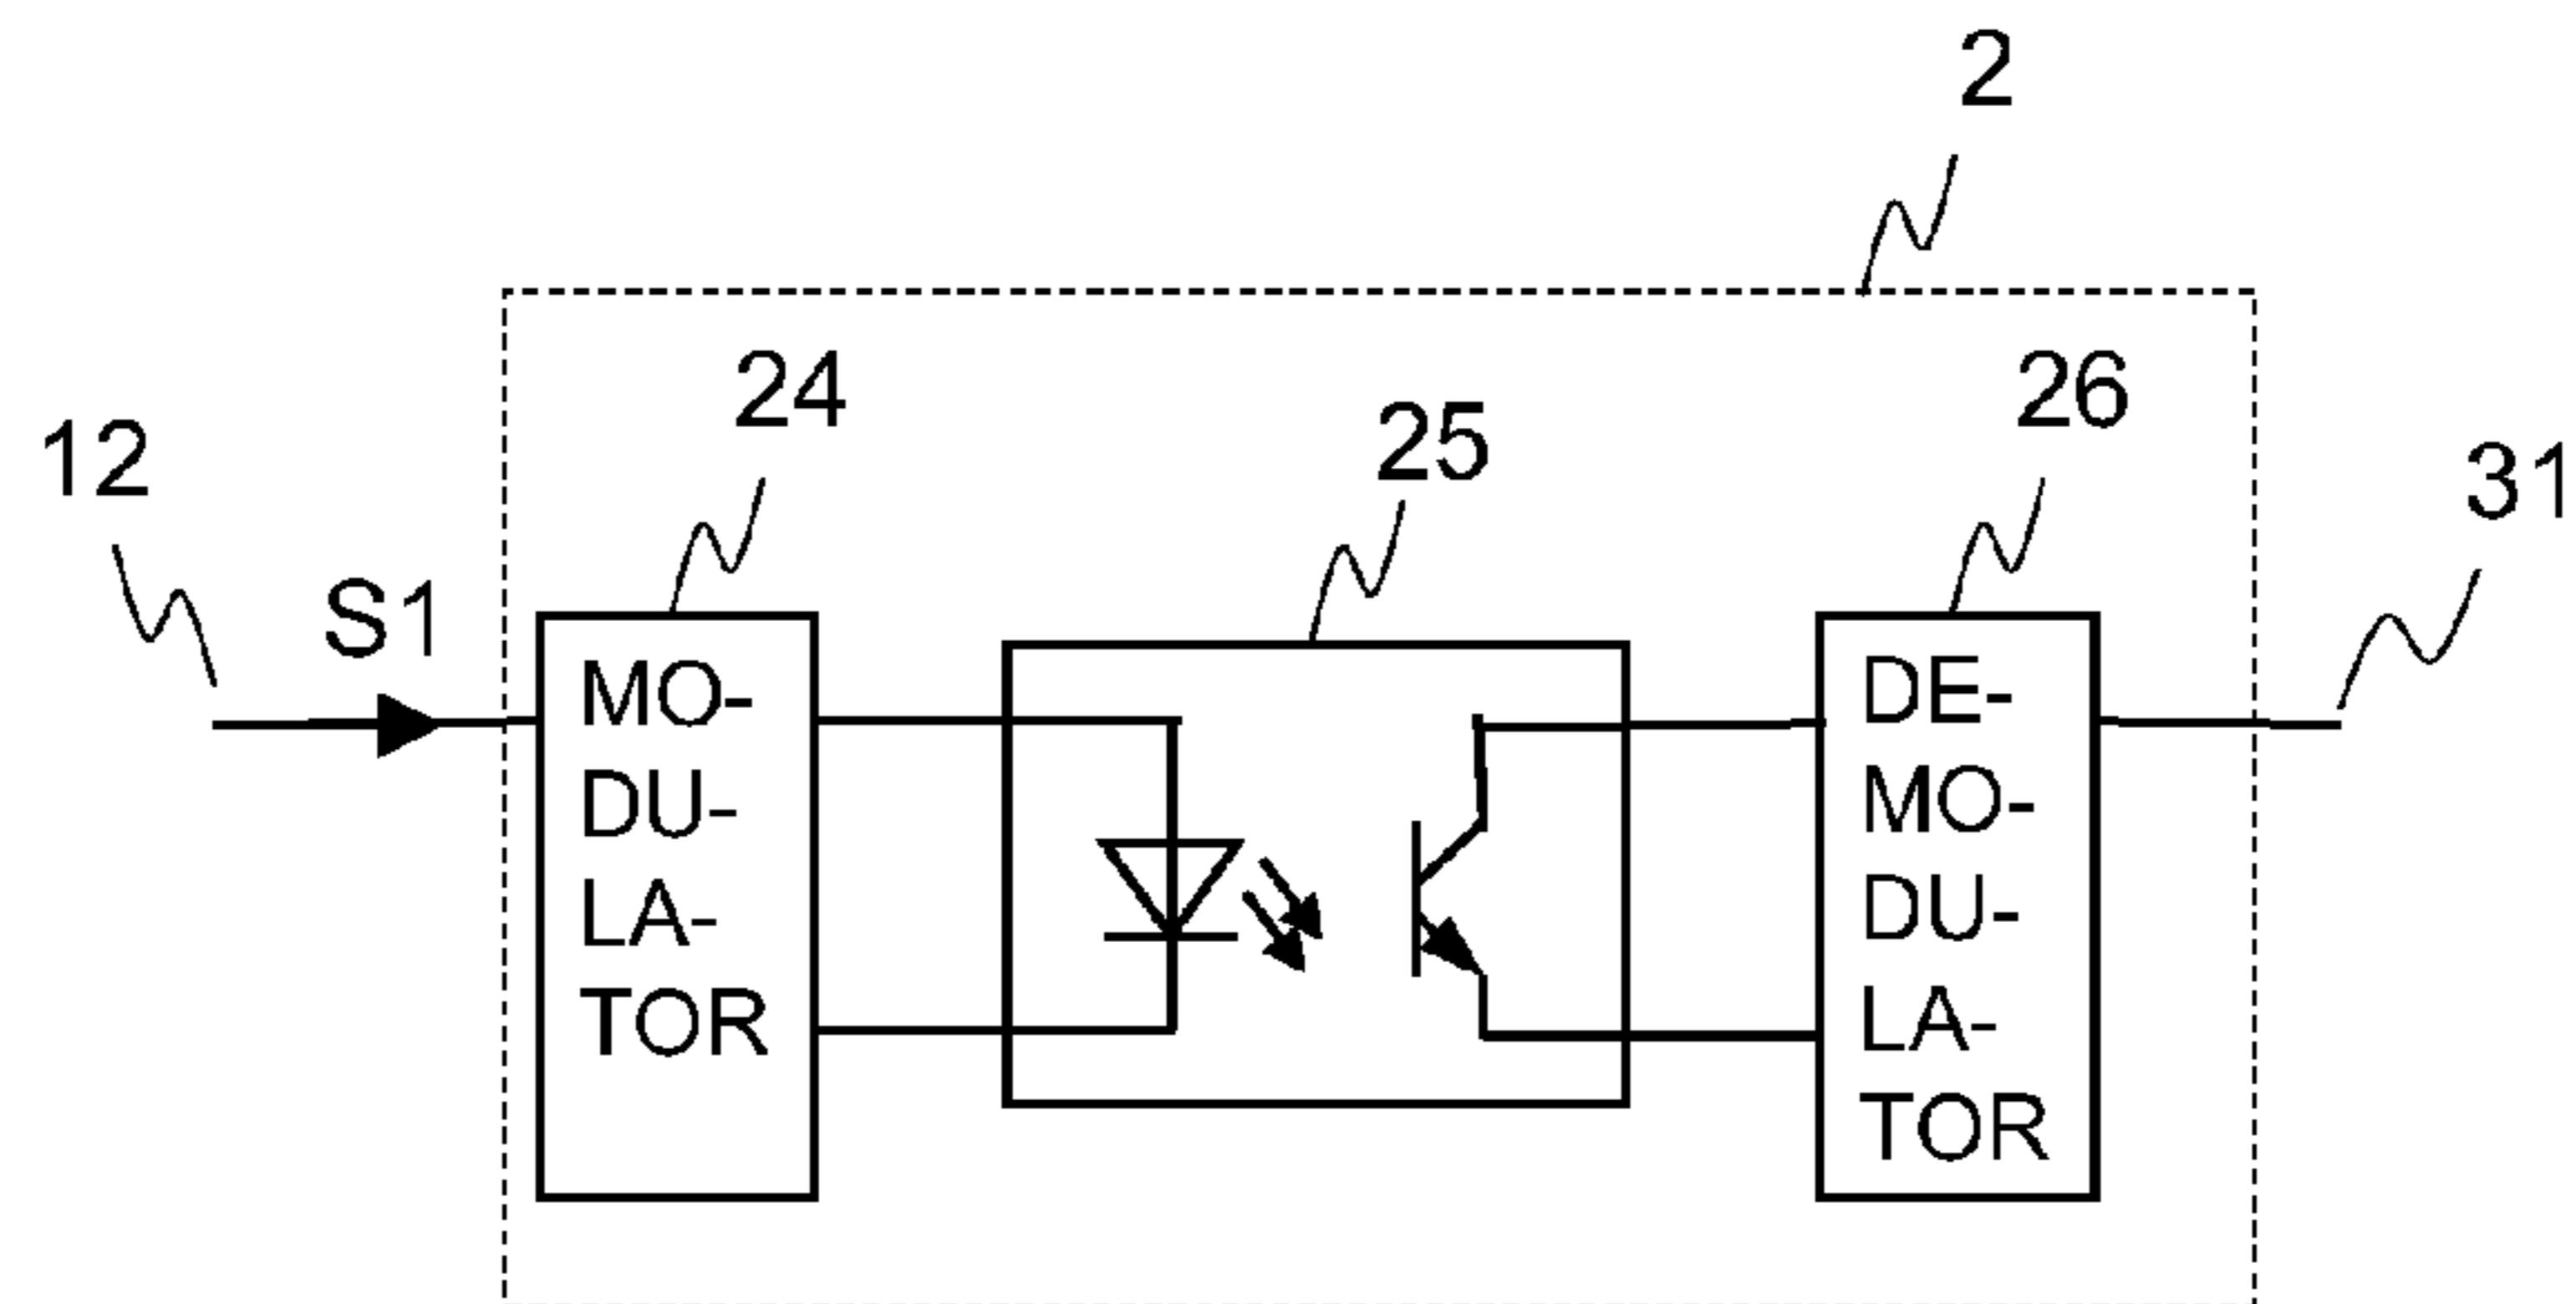 2
24
26
25
12
31
S1
MO-
DU-
LA-
TOR
DE-
MO-
DU-
LA-
TOR